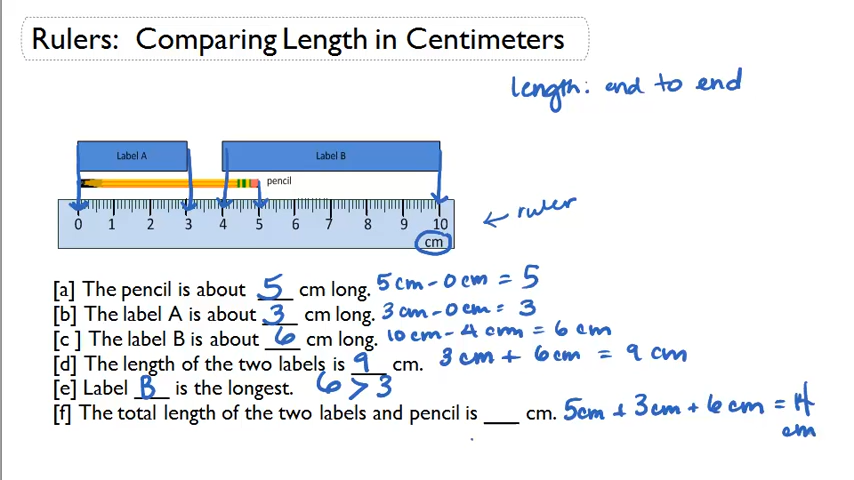 Rulers: Comparing Length in Centimeters
length: end to end
Label A Label B
pencil
0 1 2 3 4 5 6 7 8 9 10
cm
← ruler
[a] The pencil is about 5 cm long. 5 cm - 0 cm = 5
[b] The label A is about 3 cm long. 3 cm - 0 cm = 3
[c ] The label B is about 6 cm long. 10 cm - 4 cm = 6 cm
[d] The length of the two labels is 9 cm. 3 cm + 6 cm = 9 cm
[e] Label B is the longest. 6 > 3
[f] The total length of the two labels and pencil is ___ cm. 5cm + 3 cm + 6 cm = 14
cm